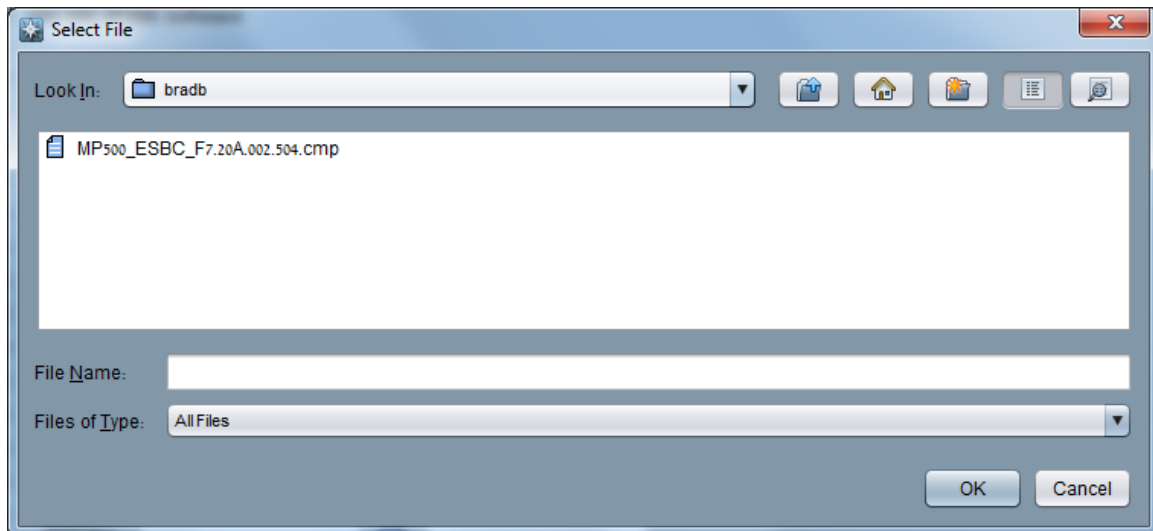 Select File
Look In: bradb
MP500_ESBC_F7.20A.002.504.cmp
File Name:
Files of Type: All Files
OK Cancel